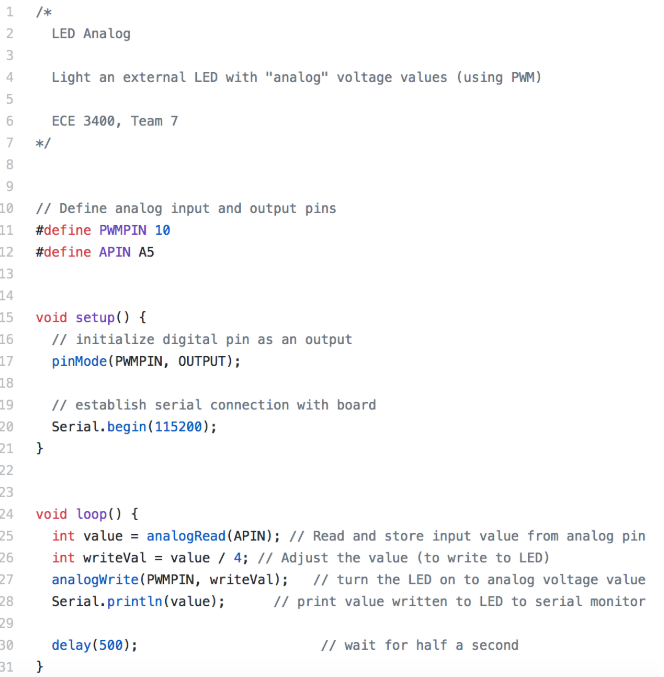 1 /*
2 LED Analog
3
4 Light an external LED with "analog" voltage values (using PWM)
5
6 ECE 3400, Team 7
7 */
8
9
10 // Define analog input and output pins
11 #define PWMPIN 10
12 #define APIN A5
13
14
15 void setup() {
16 // initialize digital pin as an output
17 pinMode(PWMPIN, OUTPUT);
18
19 // establish serial connection with board
20 Serial.begin(115200);
21 }
22
23
24 void loop() {
25 int value = analogRead(APIN); // Read and store input value from analog pin
26 int writeVal = value / 4; // Adjust the value (to write to LED)
27 analogWrite(PWMPIN, writeVal); // turn the LED on to analog voltage value
28 Serial.println(value); // print value written to LED to serial monitor
29
30 delay(500); // wait for half a second
31 }